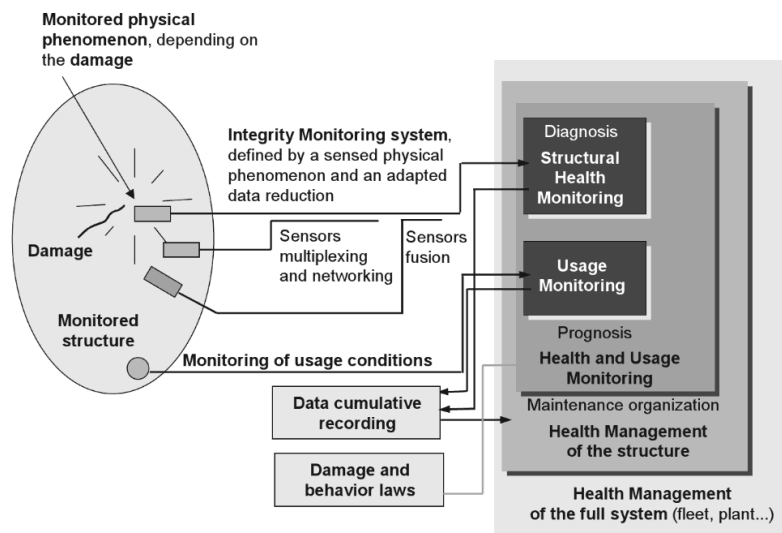 Monitored physical
phenomenon, depending on
the damage
Integrity Monitoring system,
defined by a sensed physical
phenomenon and an adapted
data reduction
Damage
Sensors
multiplexing
and networking
Sensors
fusion
Monitored
structure
Monitoring of usage conditions
Data cumulative
recording
Damage and
behavior laws
Diagnosis
Structural
Health
Monitoring
Usage
Monitoring
Prognosis
Health and Usage
Monitoring
Maintenance organization
Health Management
of the structure
Health Management
of the full system (fleet, plant...)